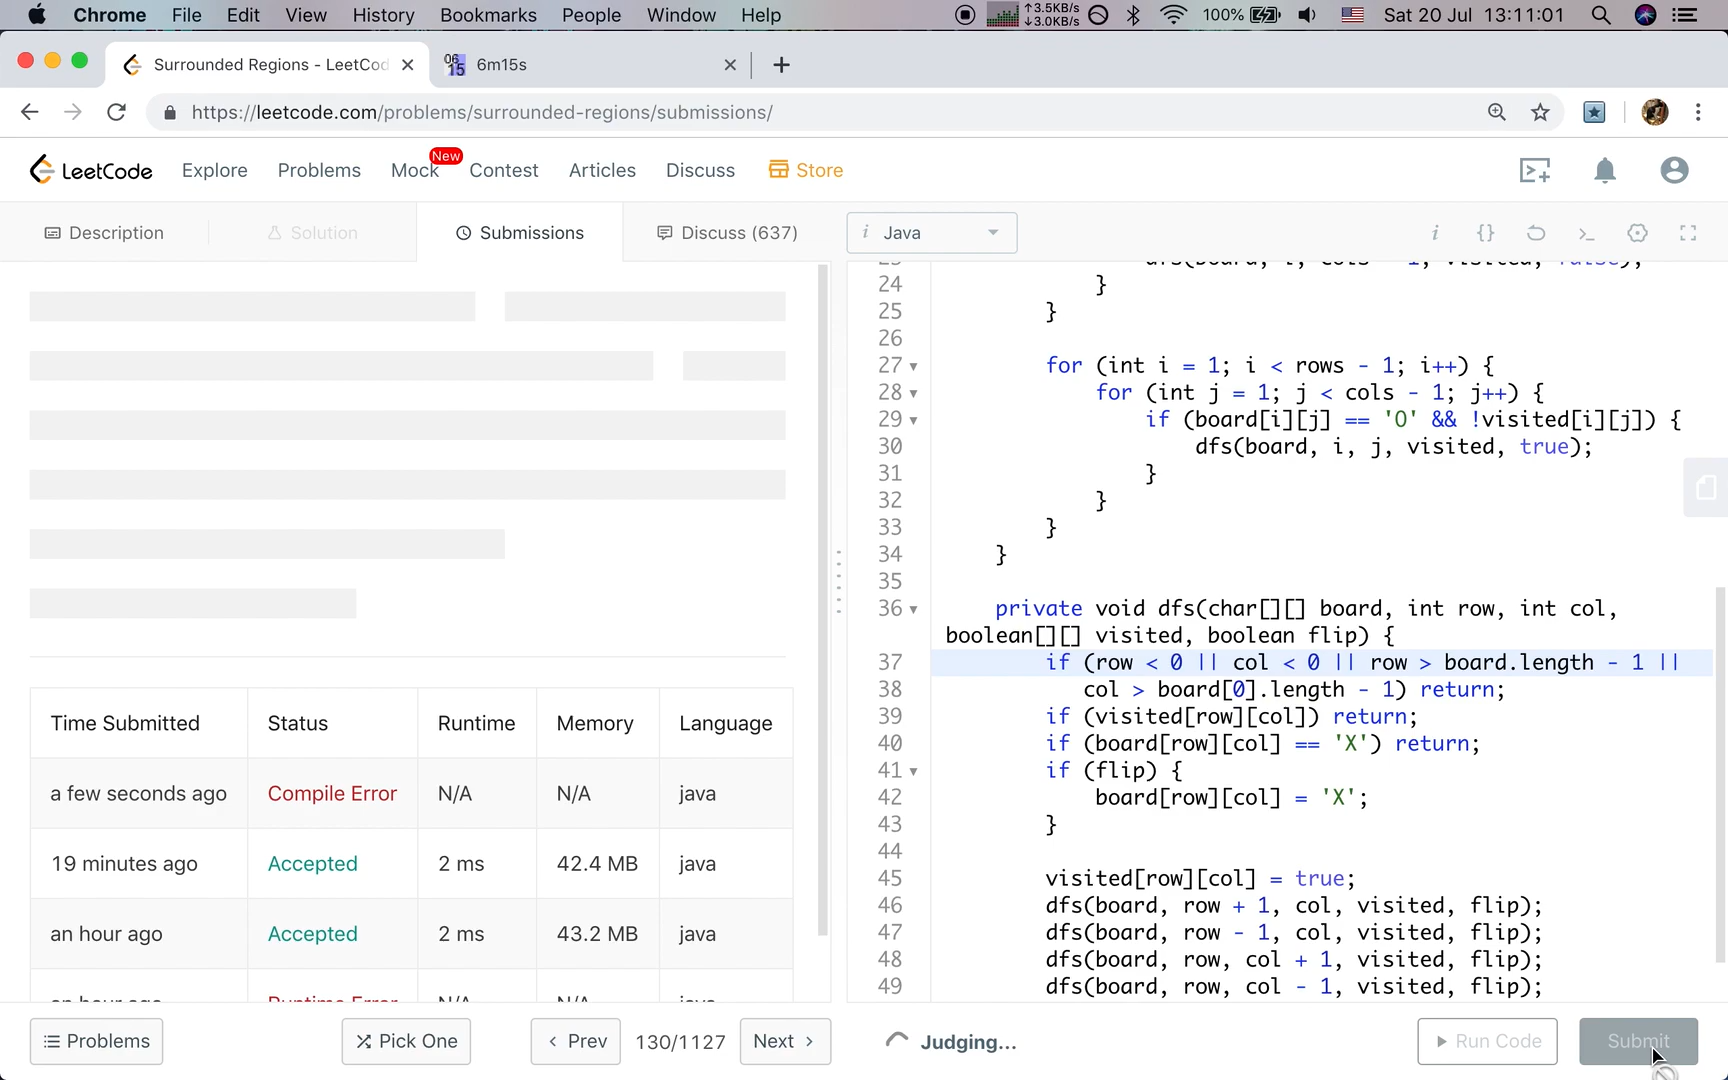 Chrome File Edit View History Bookmarks People Window Help ↑3.5KB/s ↓3.0KB/s 100% Sat 20 Jul 13:11:01
Surrounded Regions - LeetCod
06 15 6m15s
https://leetcode.com/problems/surrounded-regions/submissions/
LeetCode Explore Problems Mock New Contest Articles Discuss Store
Description Solution Submissions Discuss (637)
i Java
i {}
24 }
25 }
26
27 for (int i = 1; i < rows - 1; i++) {
28 for (int j = 1; j < cols - 1; j++) {
29 if (board[i][j] == 'O' && !visited[i][j]) {
30 dfs(board, i, j, visited, true);
31 }
32 }
33 }
34 }
35
36 private void dfs(char[][] board, int row, int col,
boolean[][] visited, boolean flip) {
37 if (row < 0 || col < 0 || row > board.length - 1 ||
38 col > board[0].length - 1) return;
39 if (visited[row][col]) return;
40 if (board[row][col] == 'X') return;
41 if (flip) {
42 board[row][col] = 'X';
43 }
44
45 visited[row][col] = true;
46 dfs(board, row + 1, col, visited, flip);
47 dfs(board, row - 1, col, visited, flip);
48 dfs(board, row, col + 1, visited, flip);
49 dfs(board, row, col - 1, visited, flip);
Time Submitted Status Runtime Memory Language
a few seconds ago Compile Error N/A N/A java
19 minutes ago Accepted 2 ms 42.4 MB java
an hour ago Accepted 2 ms 43.2 MB java
an hour ago Runtime Error N/A N/A java
Problems Pick One Prev 130/1127 Next Judging... Run Code Submit